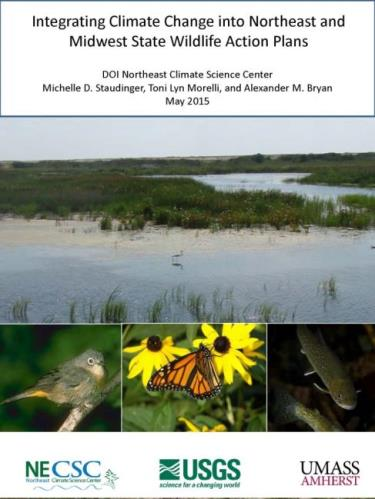 Integrating Climate Change into Northeast and
Midwest State Wildlife Action Plans
DOI Northeast Climate Science Center
Michelle D. Staudinger, Toni Lyn Morelli, and Alexander M. Bryan
May 2015
NECSC
Northeast Climate Science Center
USGS
science for a changing world
UMASS
AMHERST